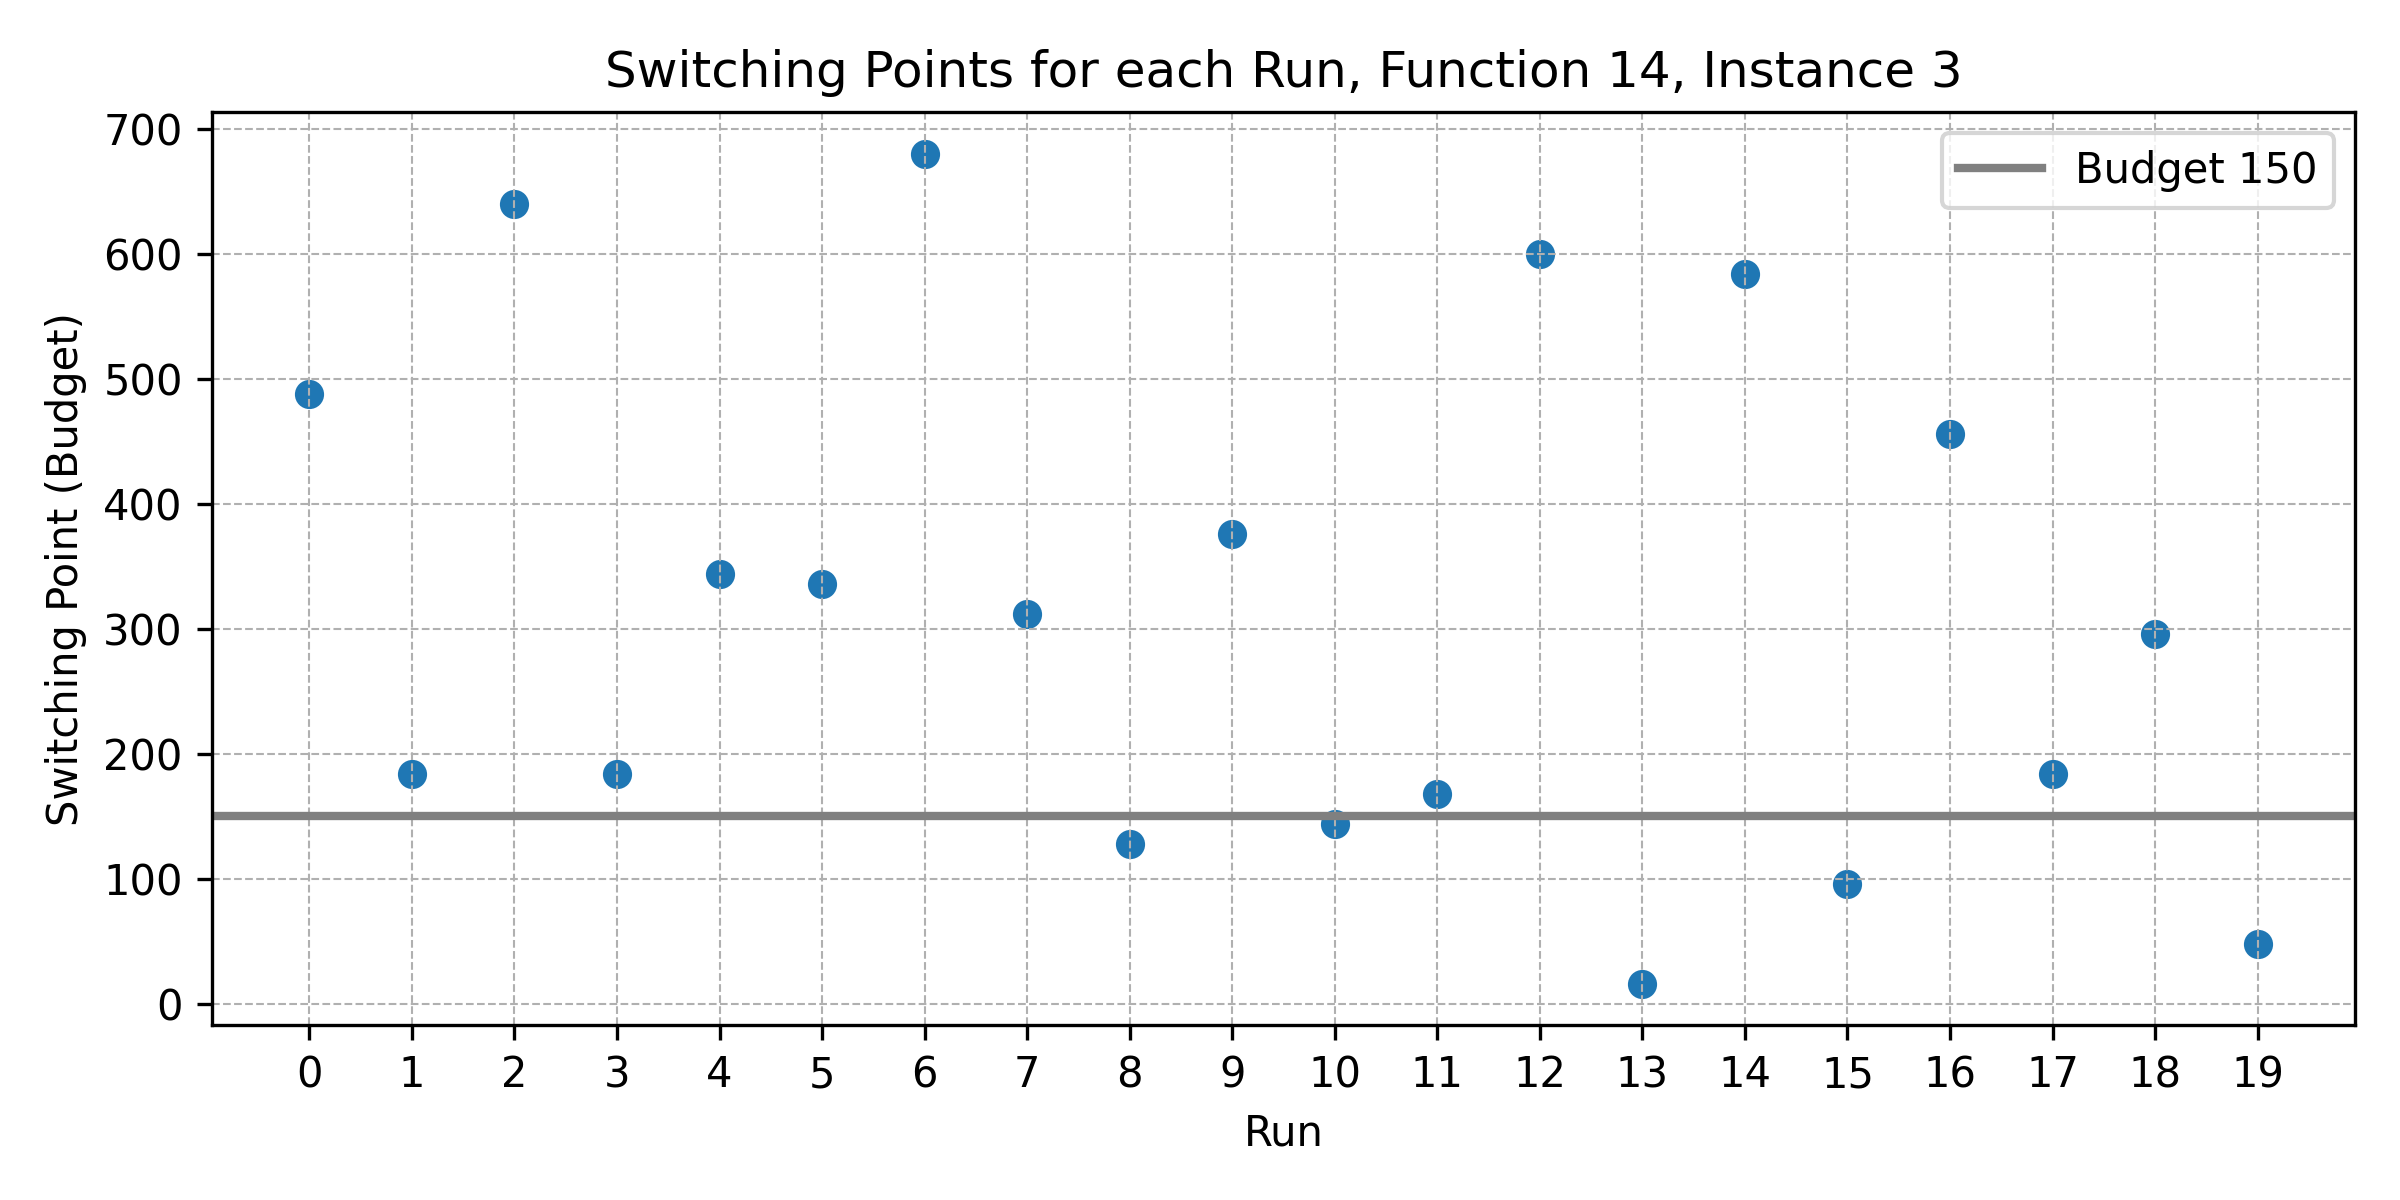 Switching Points for each Run, Function 14, Instance 3
Budget 150
Switching Point (Budget)
700
600
500
400
300
200
100
0
0 1 2 3 4 5 6 7 8 9 10 11 12 13 14 15 16 17 18 19
Run